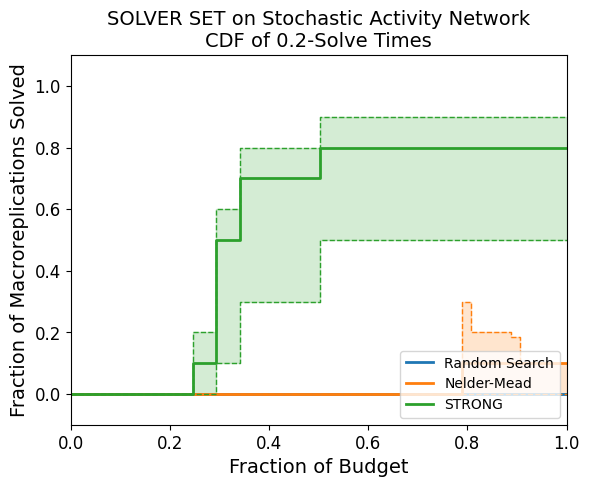 SOLVER SET on Stochastic Activity Network
CDF of 0.2-Solve Times
Fraction of Macroreplications Solved
1.0
0.8
0.6
0.4
0.2
0.0
Random Search
Nelder-Mead
STRONG
0.0 0.2 0.4 0.6 0.8 1.0
Fraction of Budget